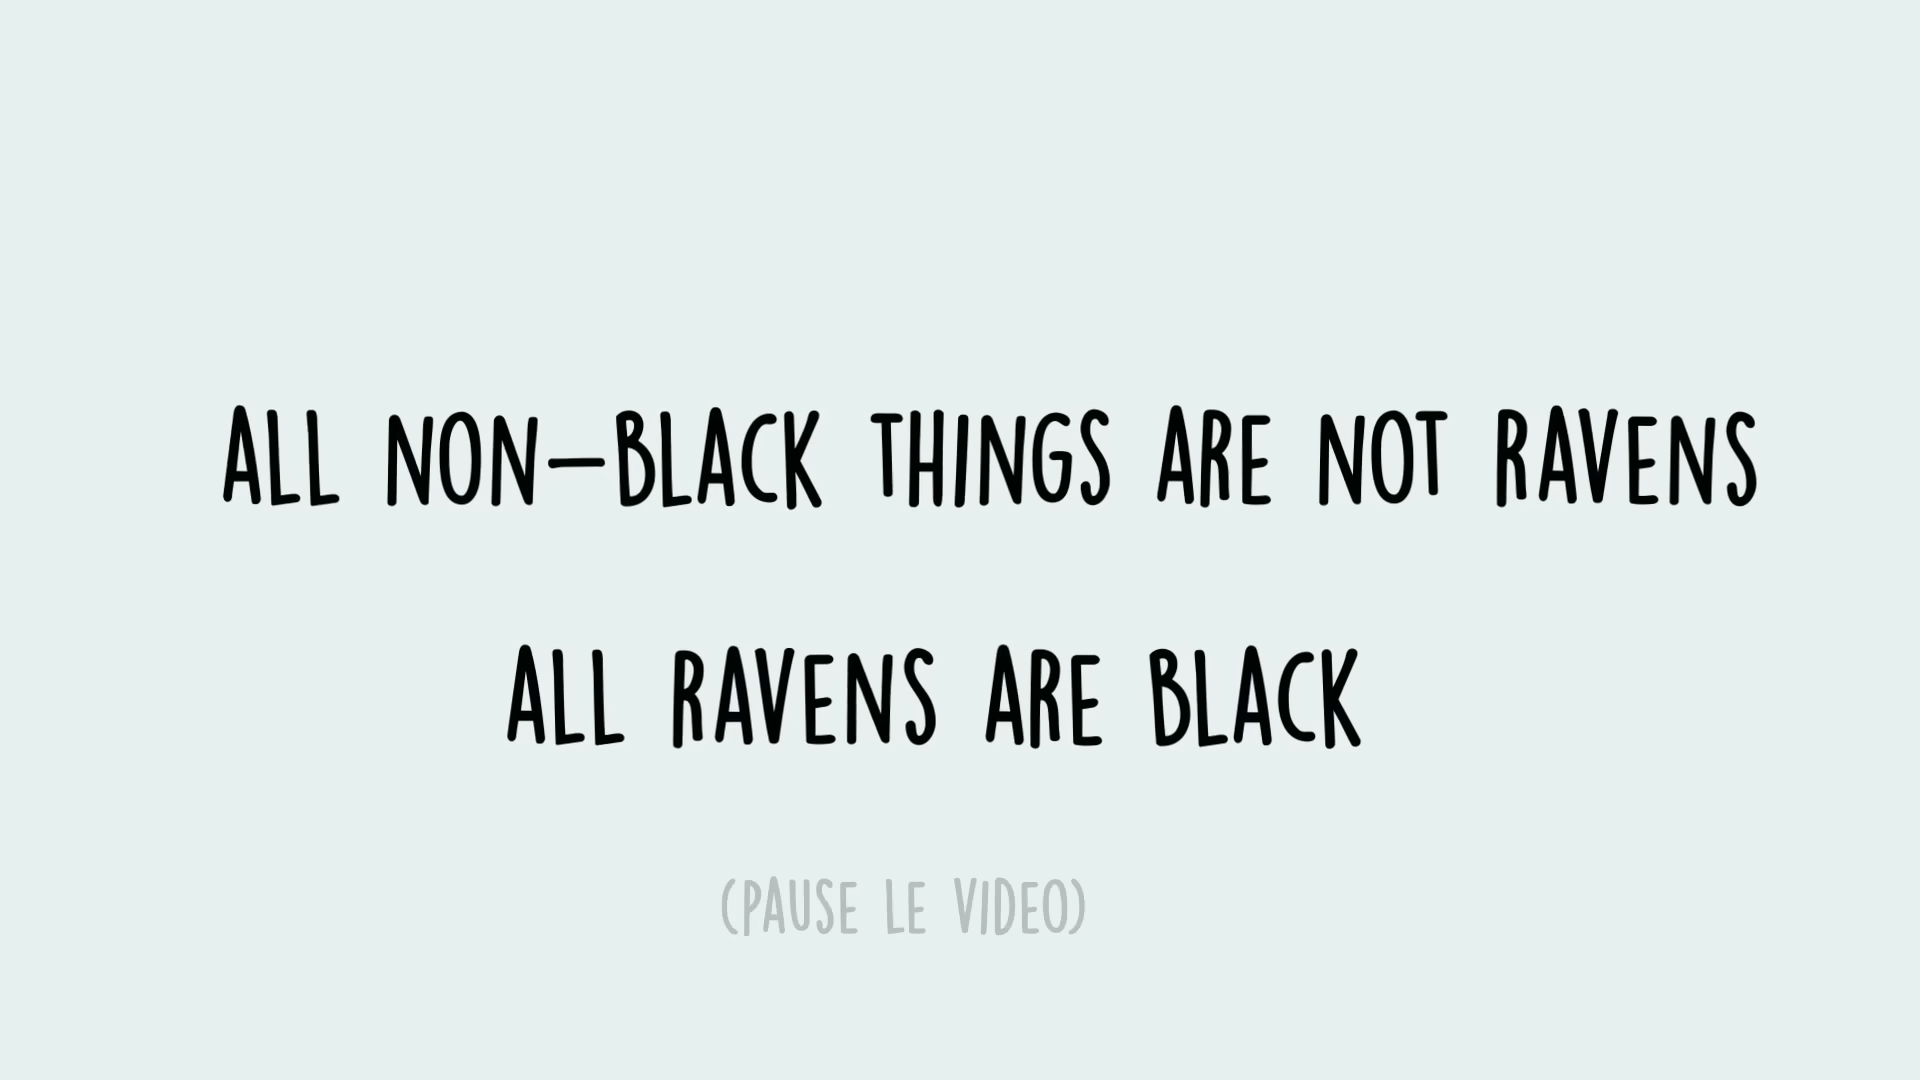 ALL NON-BLACK THINGS ARE NOT RAVENS
ALL RAVENS ARE BLACK
(PAUSE LE VIDEO)